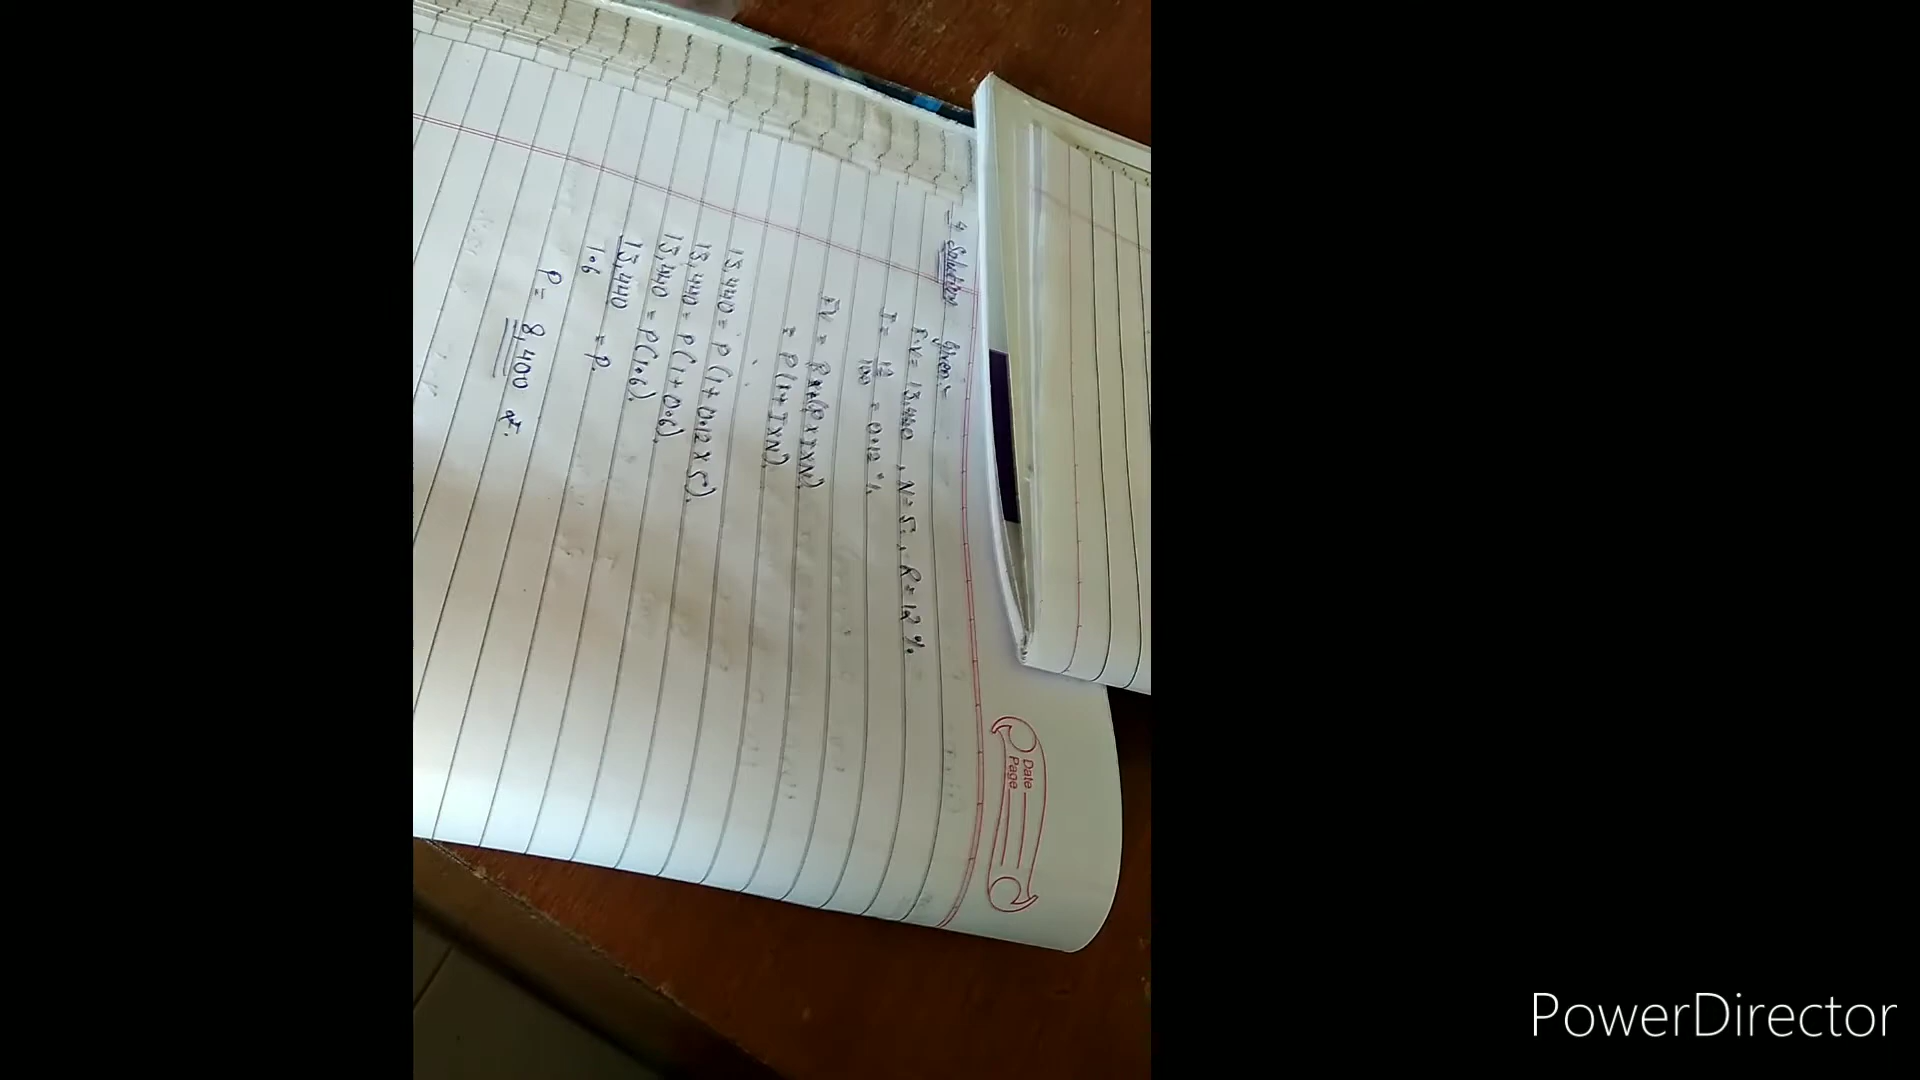 Date
Page
4 Solution Given:-
F.V = 13,440 , N = 5 , R = 12 %
I = 12/100 = 0.12 %
FV = P+(P x I x N)
= P(1 + I x N)
13,440 = P (1 + 0.12 x 5)
13,440 = P (1 + 0.6)
13,440 = P (1.6)
13,440 = P
1.6
P = 8,400
PowerDirector